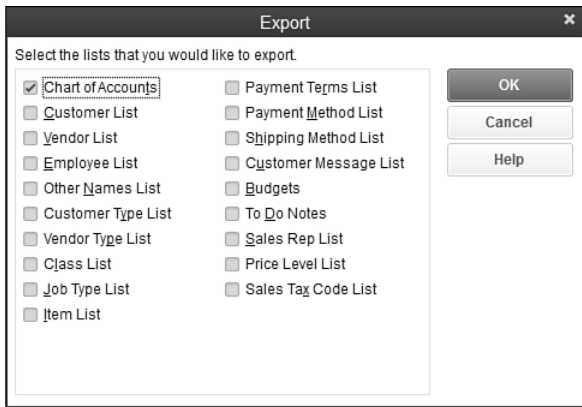 Export
Select the lists that you would like to export.
Chart of Accounts
Customer List
Vendor List
Employee List
Other Names List
Customer Type List
Vendor Type List
Class List
Job Type List
Item List
Payment Terms List
Payment Method List
Shipping Method List
Customer Message List
Budgets
To Do Notes
Sales Rep List
Price Level List
Sales Tax Code List
OK
Cancel
Help